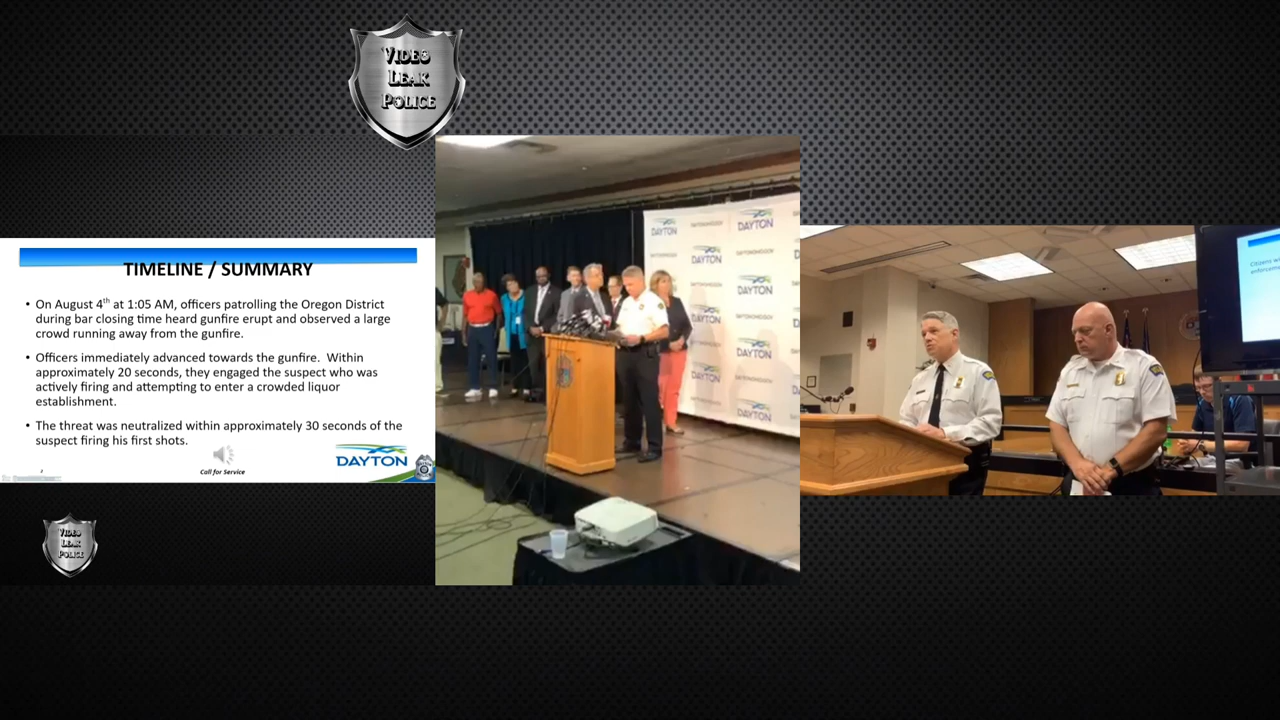 VIDEO
LEAK
POLICE
TIMELINE / SUMMARY
• On August 4th at 1:05 AM, officers patrolling the Oregon District
during bar closing time heard gunfire erupt and observed a large
crowd running away from the gunfire.
• Officers immediately advanced towards the gunfire. Within
approximately 20 seconds, they engaged the suspect who was
actively firing and attempting to enter a crowded liquor
establishment.
• The threat was neutralized within approximately 30 seconds of the
suspect firing his first shots.
Call for Service
DAYTON
VIDEO
LEAK
POLICE
DAYTON
DAYTON
DAYTON
DAYTON
DAYTON
DAYTON
DAYTON
DAYTON
Citizens